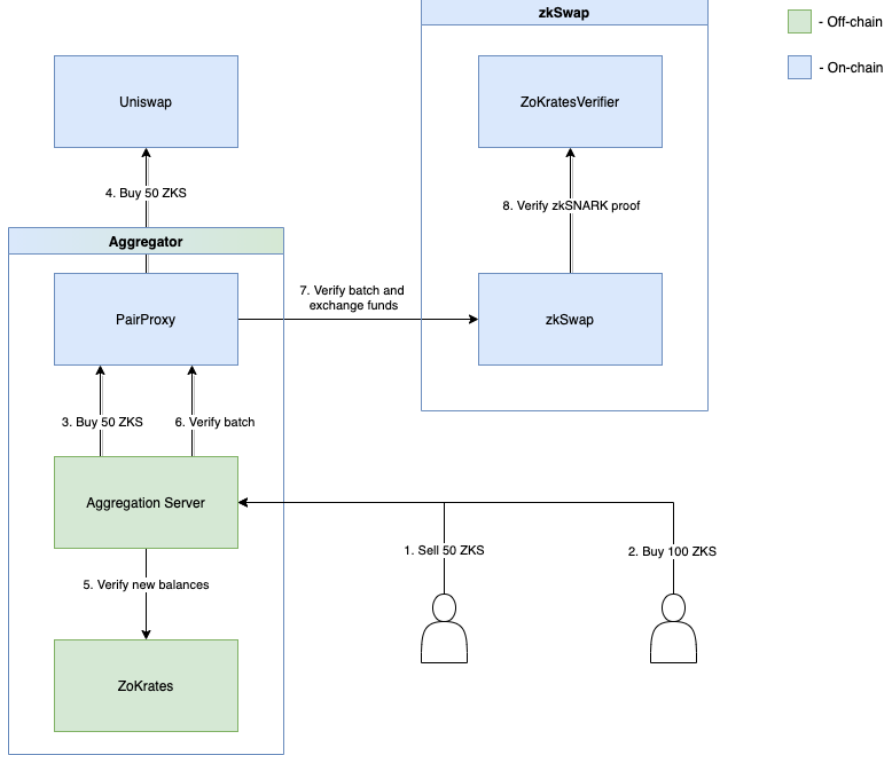 zkSwap
- Off-chain
- On-chain
Uniswap
ZoKratesVerifier
4. Buy 50 ZKS
8. Verify zkSNARK proof
Aggregator
7. Verify batch and
exchange funds
PairProxy
zkSwap
3. Buy 50 ZKS
6. Verify batch
Aggregation Server
1. Sell 50 ZKS
2. Buy 100 ZKS
5. Verify new balances
ZoKrates